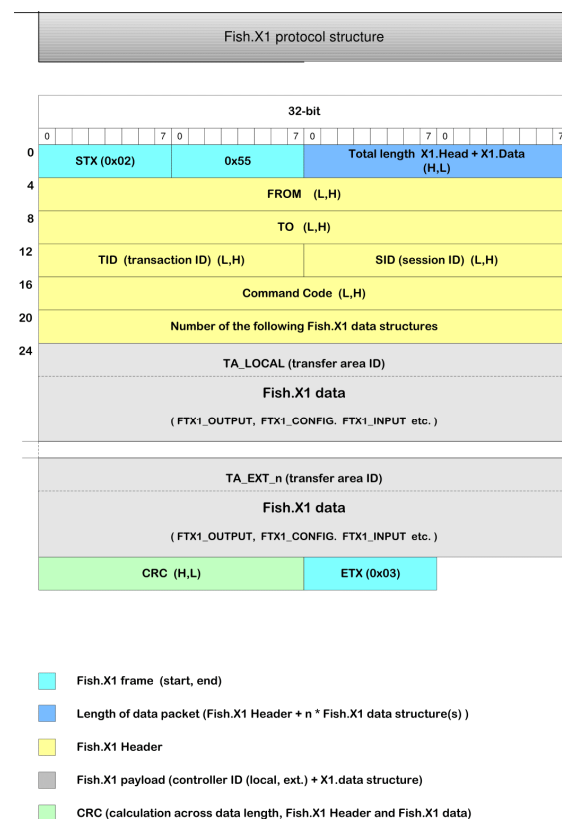 Fish.X1 protocol structure
32-bit
0 7 0 7 0 7 0 7
0 STX (0x02) 0x55 Total length X1.Head + X1.Data
(H,L)
4 FROM (L,H)
8 TO (L,H)
12 TID (transaction ID) (L,H) SID (session ID) (L,H)
16 Command Code (L,H)
20 Number of the following Fish.X1 data structures
24 TA_LOCAL (transfer area ID)
Fish.X1 data
( FTX1_OUTPUT, FTX1_CONFIG. FTX1_INPUT etc. )
TA_EXT_n (transfer area ID)
Fish.X1 data
( FTX1_OUTPUT, FTX1_CONFIG. FTX1_INPUT etc. )
CRC (H,L) ETX (0x03)
Fish.X1 frame (start, end)
Length of data packet (Fish.X1 Header + n * Fish.X1 data structure(s) )
Fish.X1 Header
Fish.X1 payload (controller ID (local, ext.) + X1.data structure)
CRC (calculation across data length, Fish.X1 Header and Fish.X1 data)